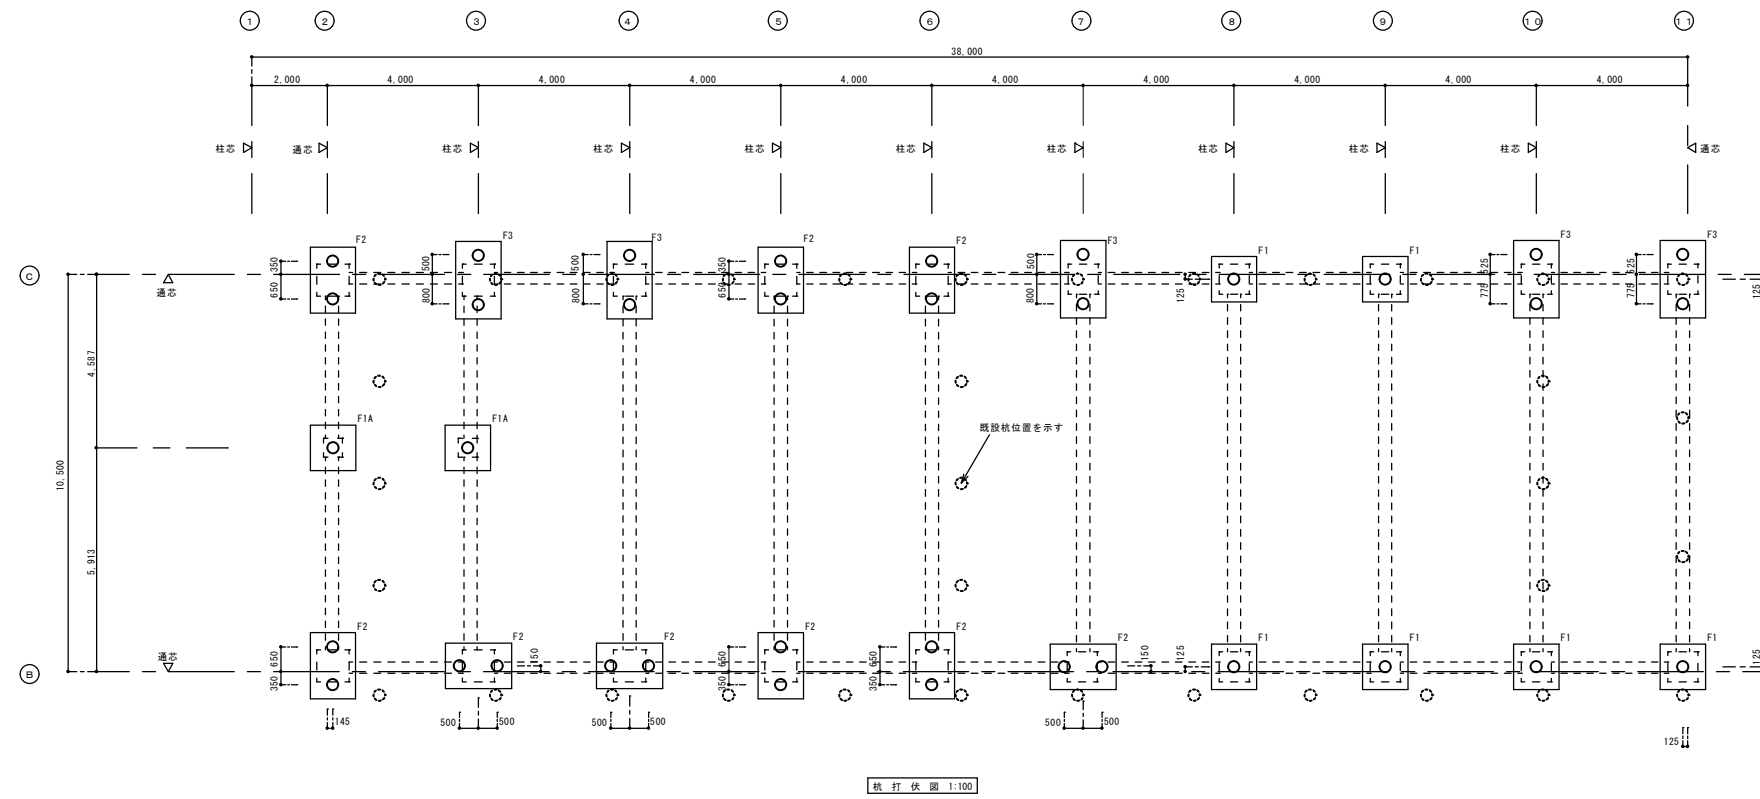 1 2 3 4 5 6 7 8 9 10 11
38,000
2,000 4,000 4,000 4,000 4,000 4,000 4,000 4,000 4,000 4,000
柱芯 通芯 柱芯 柱芯 柱芯 柱芯 柱芯 柱芯 柱芯 柱芯 通芯
F2 F3 F3 F2 F2 F3 F1 F1 F3 F3
C
通芯
350 500 500 350 500 525 525
650 800 800 650 800 125 775 775 125
4,587
F1A F1A
既設杭位置を示す
10,500
5,913
F2 F2 F2 F2 F2 F2 F1 F1 F1 F1
通芯
B
650 150 650 650 150 125 125
350 350 350
145 500 500 500 500 500 500 125
杭打伏図 1:100